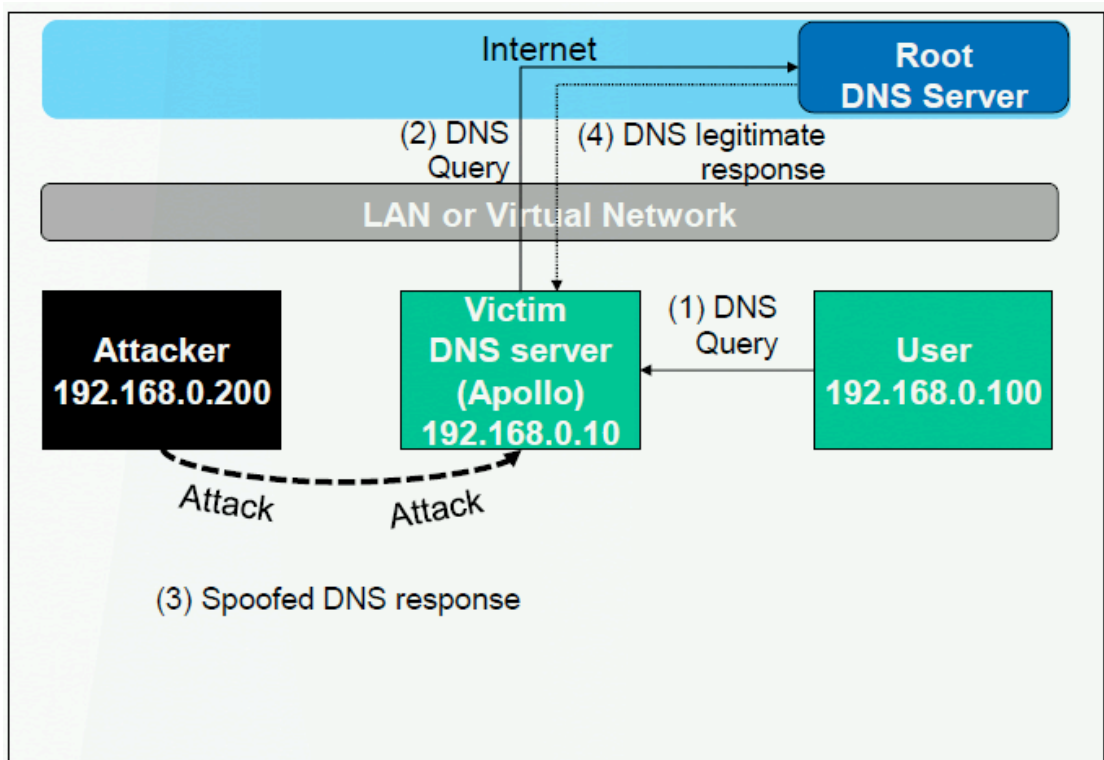 Internet
Root
DNS Server
(2) DNS
Query
(4) DNS legitimate
response
LAN or Virtual Network
Attacker
192.168.0.200
Victim
DNS server
(Apollo)
192.168.0.10
(1) DNS
Query
User
192.168.0.100
Attack
Attack
(3) Spoofed DNS response